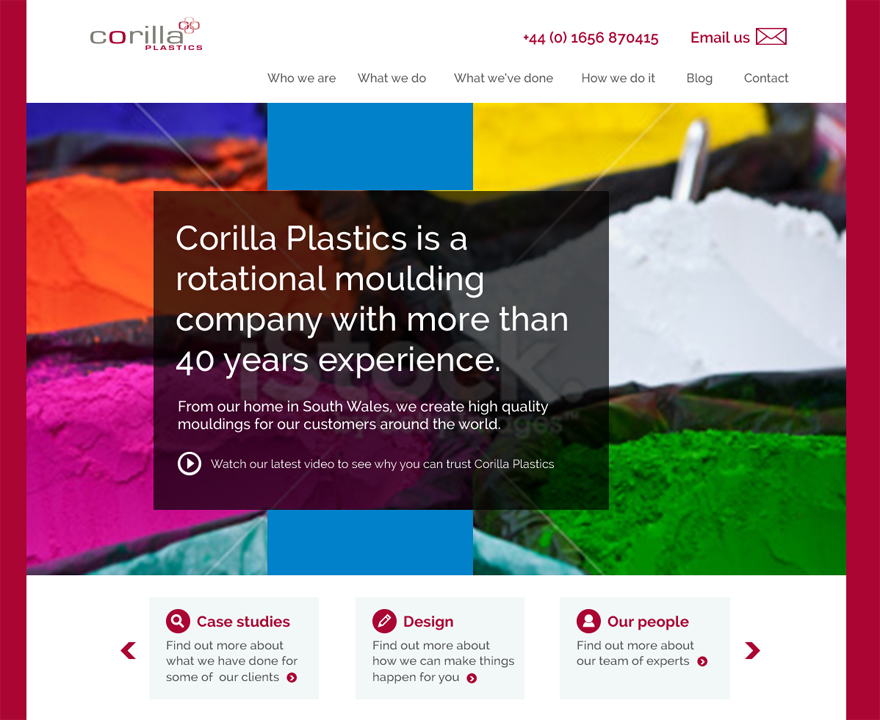 corilla
PLASTICS
+44 (0) 1656 870415
Email us
Who we are
What we do
What we've done
How we do it
Blog
Contact
Corilla Plastics is a
rotational moulding
company with more than
40 years experience.
iStock.
From our home in South Wales, we create high quality
mouldings for our customers around the world.
Watch our latest video to see why you can trust Corilla Plastics
Case studies
Find out more about
what we have done for
some of our clients
Design
Find out more about
how we can make things
happen for you
Our people
Find out more about
our team of experts